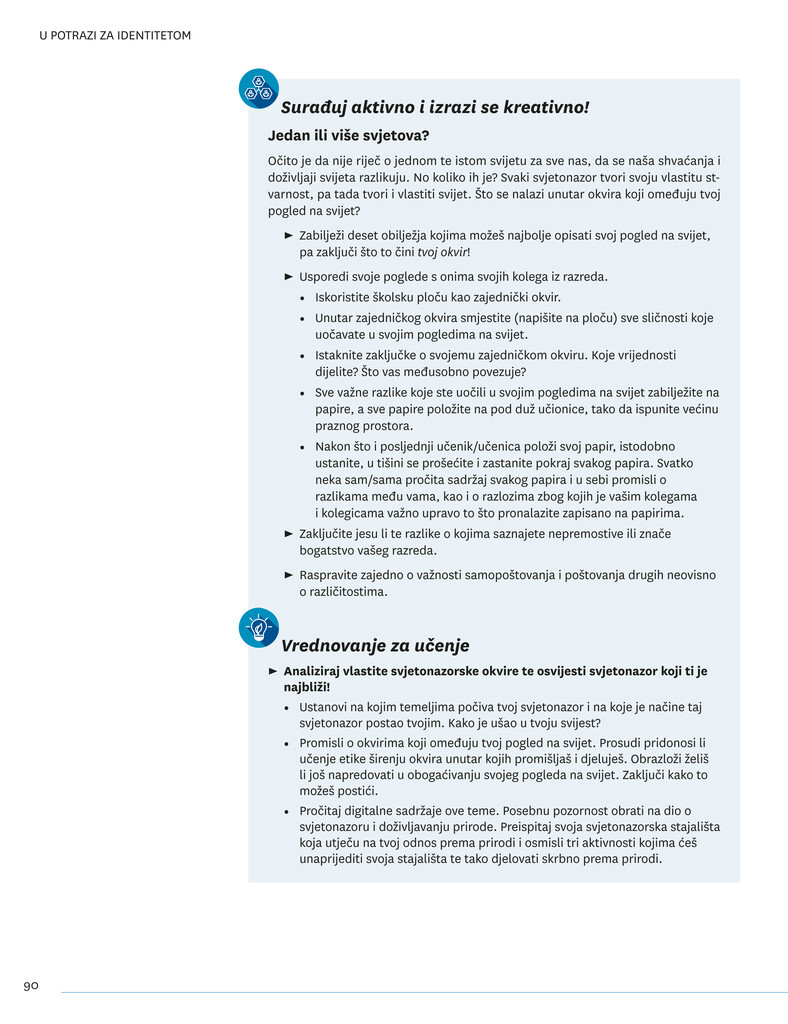 U POTRAZI ZA IDENTITETOM
Surađuj aktivno i izrazi se kreativno!
Jedan ili više svjetova?
Očito je da nije riječ o jednom te istom svijetu za sve nas, da se naša shvaćanja i
doživljaji svijeta razlikuju. No koliko ih je? Svaki svjetonazor tvori svoju vlastitu st-
varnost, pa tada tvori i vlastiti svijet. Što se nalazi unutar okvira koji omeđuju tvoj
pogled na svijet?
► Zabilježi deset obilježja kojima možeš najbolje opisati svoj pogled na svijet,
pa zaključi što to čini tvoj okvir!
► Usporedi svoje poglede s onima svojih kolega iz razreda.
• Iskoristite školsku ploču kao zajednički okvir.
• Unutar zajedničkog okvira smjestite (napišite na ploču) sve sličnosti koje
uočavate u svojim pogledima na svijet.
• Istaknite zaključke o svojemu zajedničkom okviru. Koje vrijednosti
dijelite? Što vas međusobno povezuje?
• Sve važne razlike koje ste uočili u svojim pogledima na svijet zabilježite na
papire, a sve papire položite na pod duž učionice, tako da ispunite većinu
praznog prostora.
• Nakon što i posljednji učenik/učenica položi svoj papir, istodobno
ustanite, u tišini se prošećite i zastanite pokraj svakog papira. Svatko
neka sam/sama pročita sadržaj svakog papira i u sebi promisli o
razlikama među vama, kao i o razlozima zbog kojih je vašim kolegama
i kolegicama važno upravo to što pronalazite zapisano na papirima.
► Zaključite jesu li te razlike o kojima saznajete nepremostive ili znače
bogatstvo vašeg razreda.
► Raspravite zajedno o važnosti samopoštovanja i poštovanja drugih neovisno
o različitostima.
Vrednovanje za učenje
► Analiziraj vlastite svjetonazorske okvire te osvijesti svjetonazor koji ti je
najbliži!
• Ustanovi na kojim temeljima počiva tvoj svjetonazor i na koje je načine taj
svjetonazor postao tvojim. Kako je ušao u tvoju svijest?
• Promisli o okvirima koji omeđuju tvoj pogled na svijet. Prosudi pridonosi li
učenje etike širenju okvira unutar kojih promišljaš i djeluješ. Obrazloži želiš
li još napredovati u obogaćivanju svojeg pogleda na svijet. Zaključi kako to
možeš postići.
• Pročitaj digitalne sadržaje ove teme. Posebnu pozornost obrati na dio o
svjetonazoru i doživljavanju prirode. Preispitaj svoja svjetonazorska stajališta
koja utječu na tvoj odnos prema prirodi i osmisli tri aktivnosti kojima ćeš
unaprijediti svoja stajališta te tako djelovati skrbno prema prirodi.
90